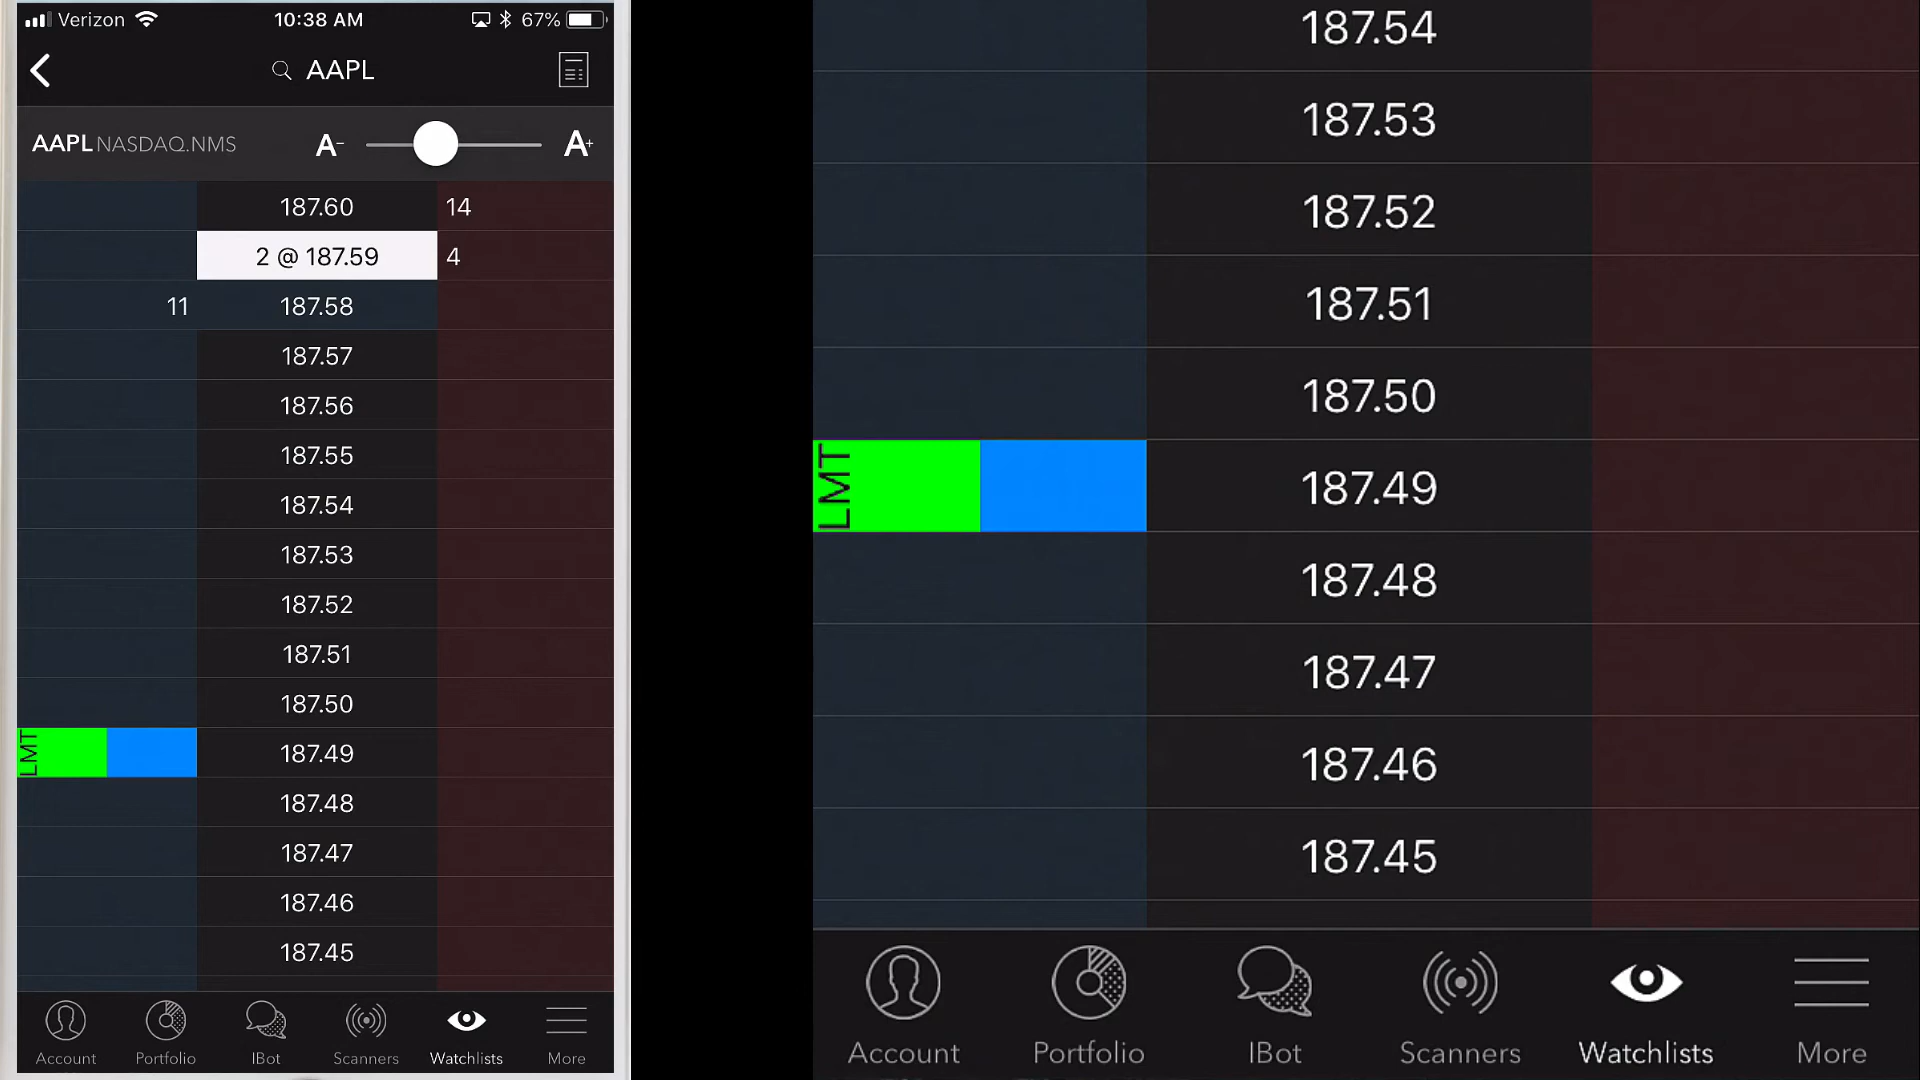 Verizon 10:38 AM 67%
AAPL
AAPL NASDAQ.NMS A- A+
187.60 14
2 @ 187.59 4
11 187.58
187.57
187.56
187.55
187.54
187.53
187.52
187.51
187.50
LMT 187.49
187.48
187.47
187.46
187.45
Account Portfolio IBot Scanners Watchlists More
187.54
187.53
187.52
187.51
187.50
LMT 187.49
187.48
187.47
187.46
187.45
Account Portfolio IBot Scanners Watchlists More